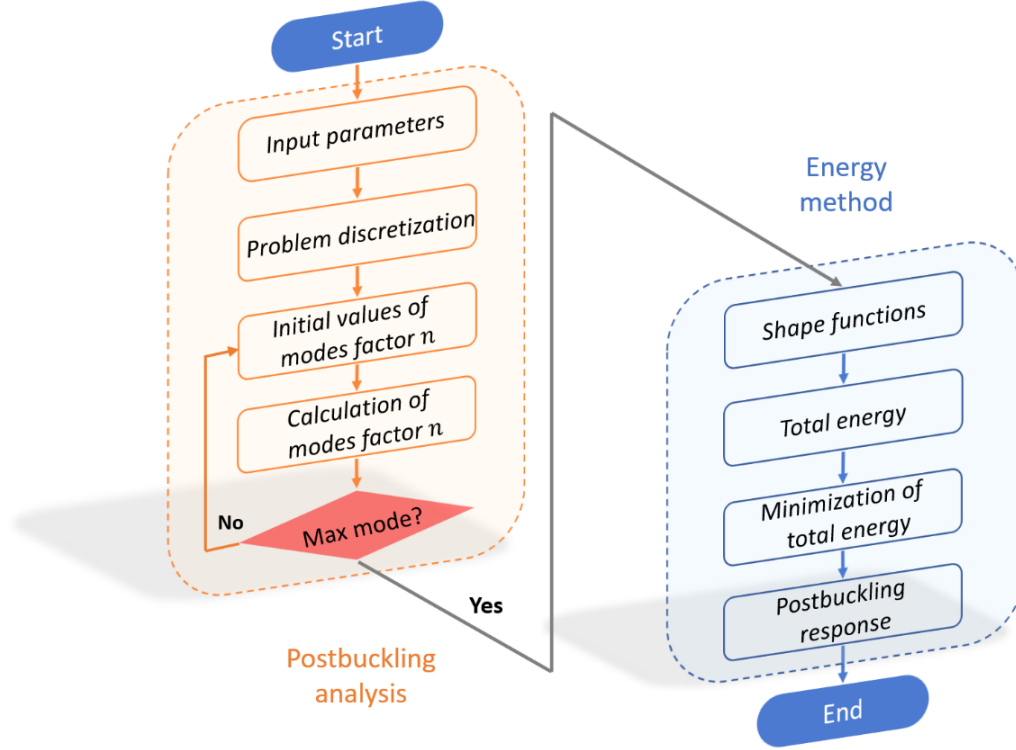 Start
Input parameters
Problem discretization
Initial values of
modes factor n
Calculation of
modes factor n
Max mode?
No
Yes
Postbuckling
analysis
Energy
method
Shape functions
Total energy
Minimization of
total energy
Postbuckling
response
End